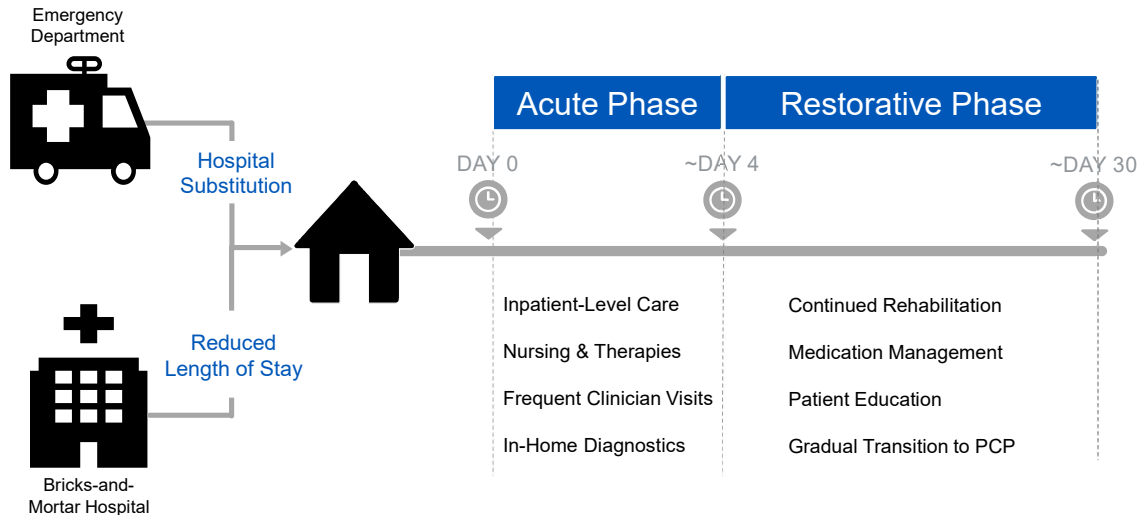 Emergency
Department
Hospital
Substitution
Reduced
Length of Stay
Bricks-and-
Mortar Hospital
Acute Phase
Restorative Phase
DAY 0
~DAY 4
~DAY 30
Inpatient-Level Care
Nursing & Therapies
Frequent Clinician Visits
In-Home Diagnostics
Continued Rehabilitation
Medication Management
Patient Education
Gradual Transition to PCP